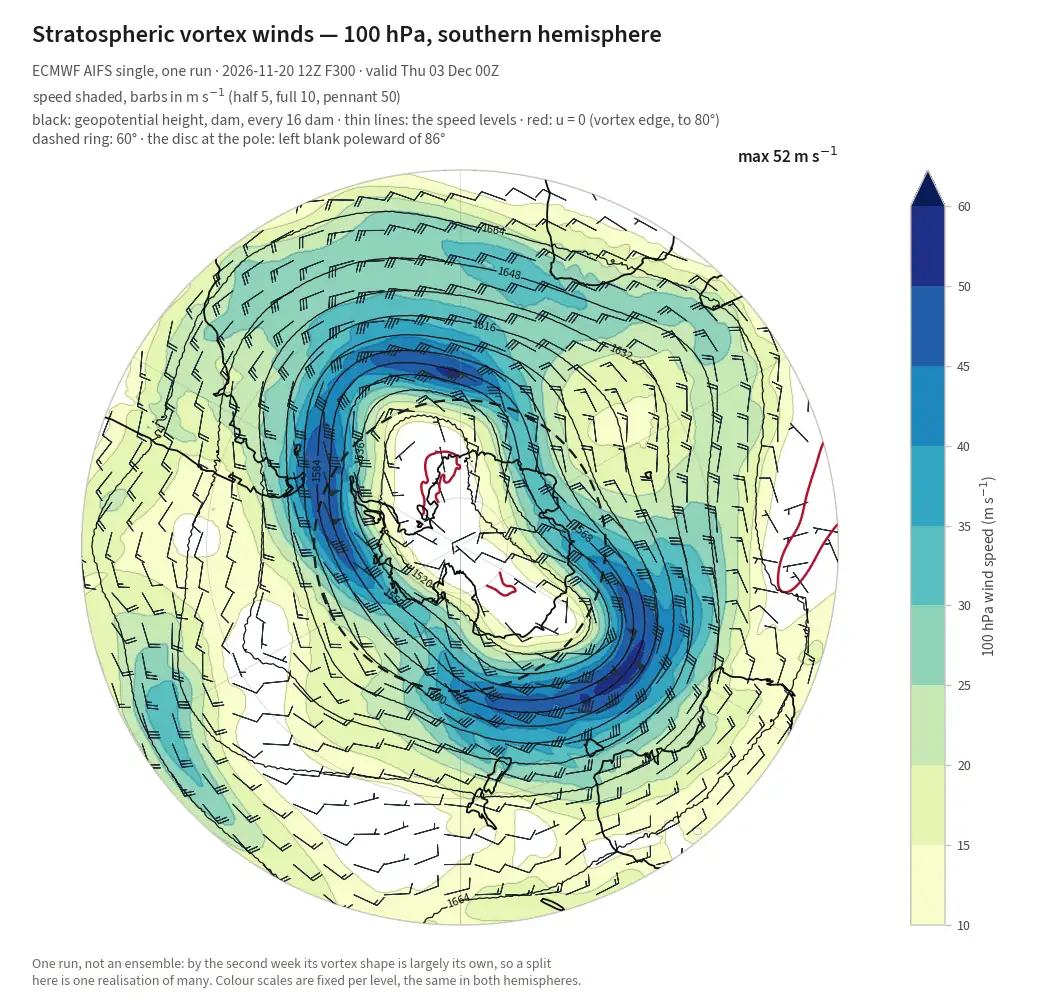 Stratospheric vortex winds — 100 hPa, southern hemisphere
ECMWF AIFS single, one run · 2026-11-20 12Z F300 · valid Thu 03 Dec 00Z
speed shaded, barbs in m s⁻¹ (half 5, full 10, pennant 50)
black: geopotential height, dam, every 16 dam · thin lines: the speed levels · red: u = 0 (vortex edge, to 80°)
dashed ring: 60° · the disc at the pole: left blank poleward of 86°
max 52 m s⁻¹
1664
1648
1616
1632
1584
1536
1568
1520
1664
60
50
45
40
35
30
25
20
15
10
100 hPa wind speed (m s⁻¹)
One run, not an ensemble: by the second week its vortex shape is largely its own, so a split
here is one realisation of many. Colour scales are fixed per level, the same in both hemispheres.